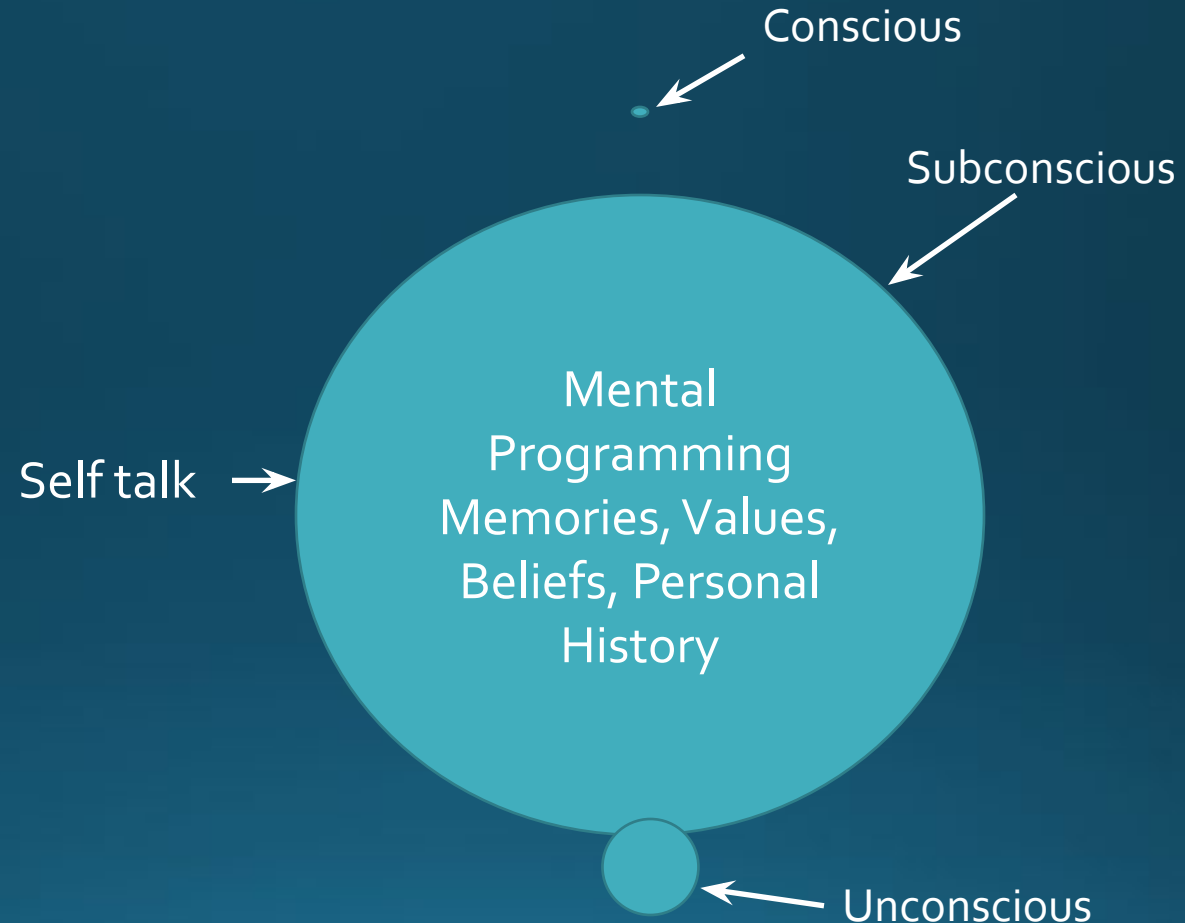 Conscious
Subconscious
Mental
Programming
Memories, Values,
Beliefs, Personal
History
Self talk
Unconscious